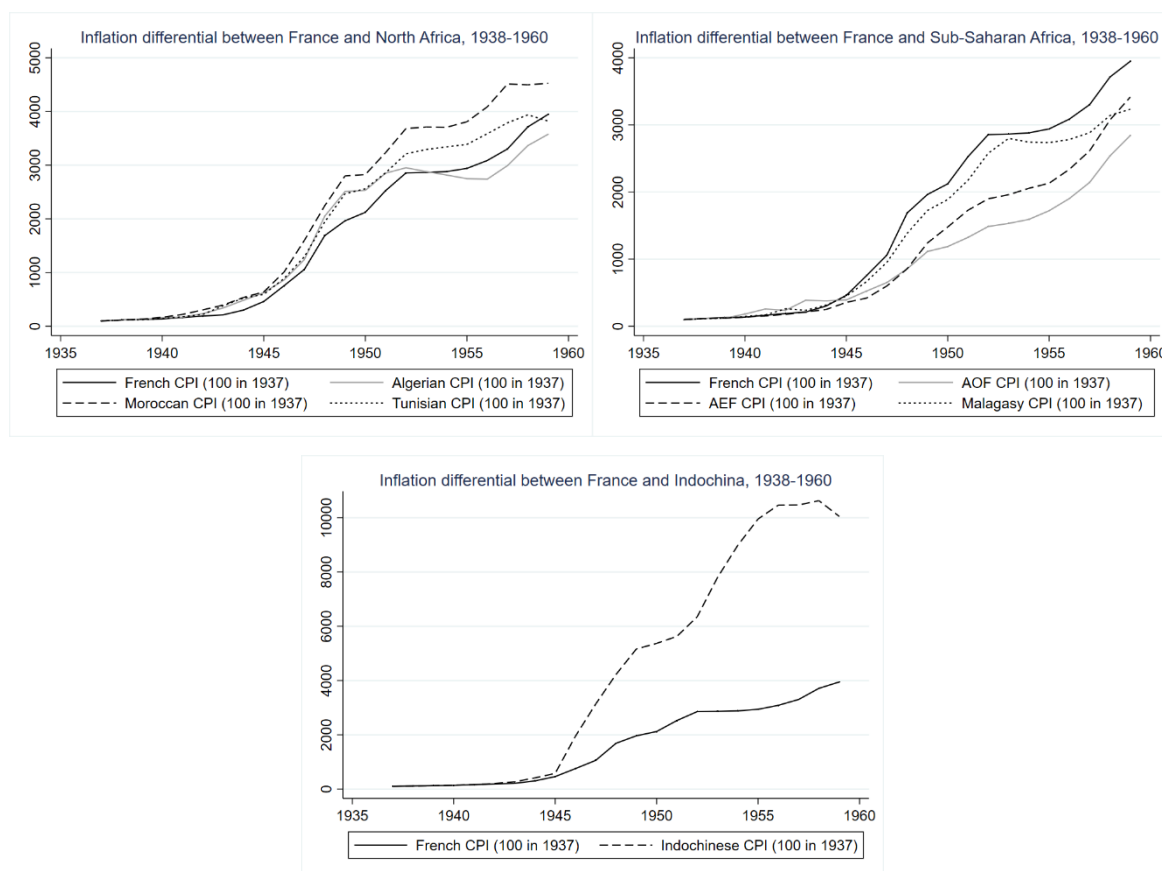 Inflation differential between France and North Africa, 1938-1960
5000
4000
3000
2000
1000
0
1935 1940 1945 1950 1955 1960
French CPI (100 in 1937) Algerian CPI (100 in 1937)
Moroccan CPI (100 in 1937) Tunisian CPI (100 in 1937)
Inflation differential between France and Sub-Saharan Africa, 1938-1960
4000
3000
2000
1000
0
1935 1940 1945 1950 1955 1960
French CPI (100 in 1937) AOF CPI (100 in 1937)
AEF CPI (100 in 1937) Malagasy CPI (100 in 1937)
Inflation differential between France and Indochina, 1938-1960
10000
8000
6000
4000
2000
0
1935 1940 1945 1950 1955 1960
French CPI (100 in 1937) Indochinese CPI (100 in 1937)